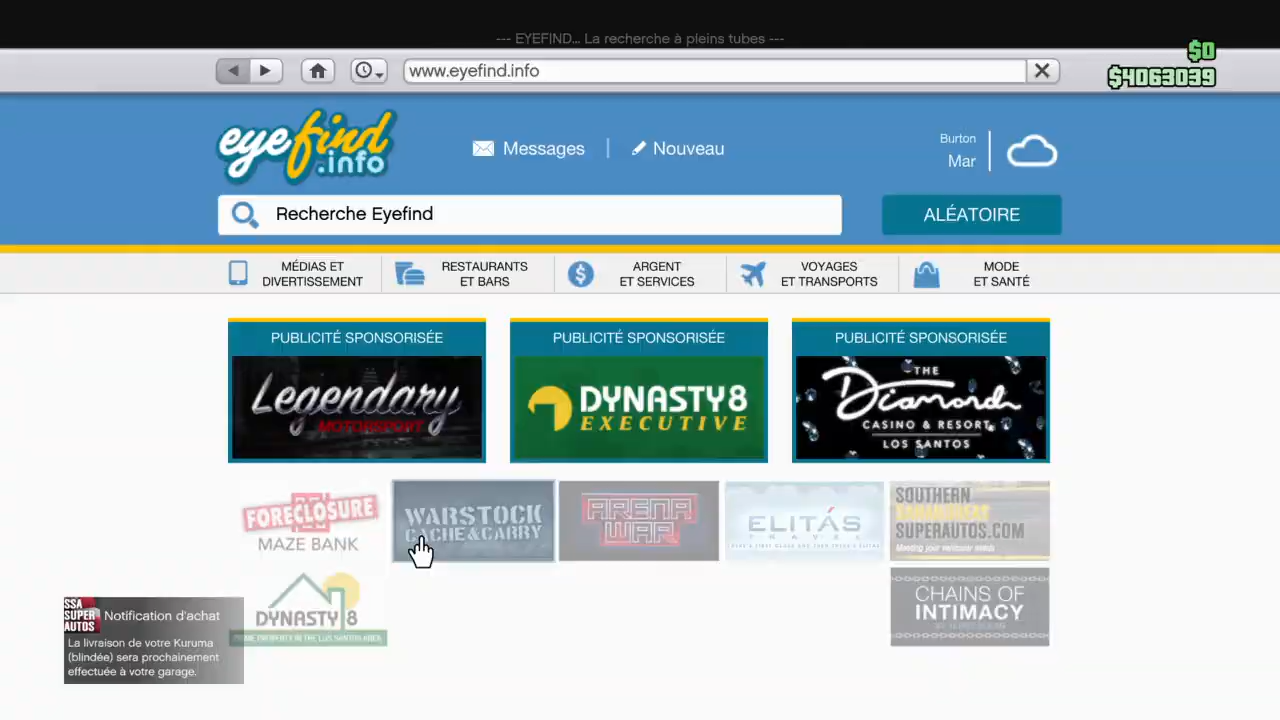 --- EYEFIND... La recherche à pleins tubes ---
$0
www.eyefind.info
$4063039
eyefind
.info
Messages
Nouveau
Burton
Mar
Recherche Eyefind
ALÉATOIRE
MÉDIAS ET
DIVERTISSEMENT
RESTAURANTS
ET BARS
ARGENT
ET SERVICES
VOYAGES
ET TRANSPORTS
MODE
ET SANTÉ
PUBLICITÉ SPONSORISÉE
Legendary
MOTORSPORT
PUBLICITÉ SPONSORISÉE
DYNASTY8
EXECUTIVE
PUBLICITÉ SPONSORISÉE
THE
Diamond
CASINO & RESORT
LOS SANTOS
FORECLOSURE
MAZE BANK
WARSTOCK
CACHE&CARRY
ARENA
WAR
ELITÁS
TRAVEL
SOUTHERN
SUPERAUTOS.COM
DYNASTY 8
CHAINS OF
INTIMACY
SSA
SUPER
AUTOS
Notification d'achat
La livraison de votre Kuruma
(blindée) sera prochainement
effectuée à votre garage.